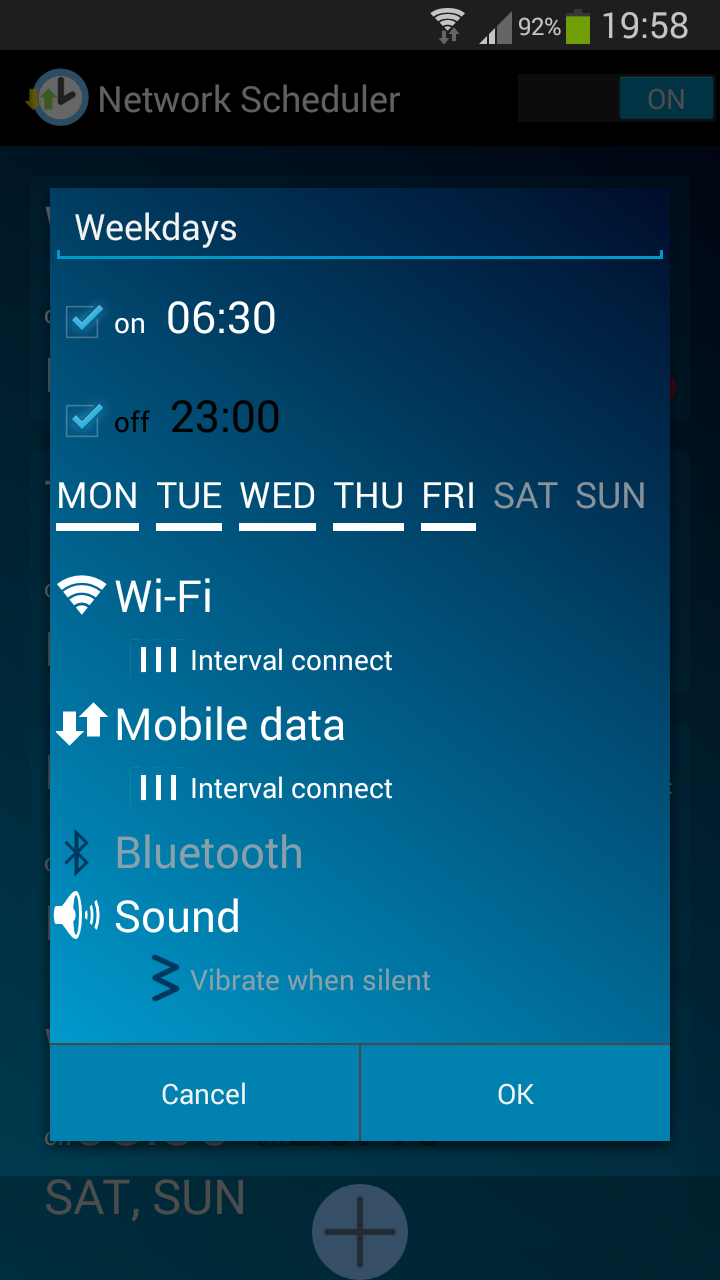 92% 19:58
Network Scheduler ON
Weekdays
on 06:30
off 23:00
MON TUE WED THU FRI SAT SUN
Wi-Fi
Interval connect
Mobile data
Interval connect
Bluetooth
Sound
Vibrate when silent
Cancel OK
SAT, SUN